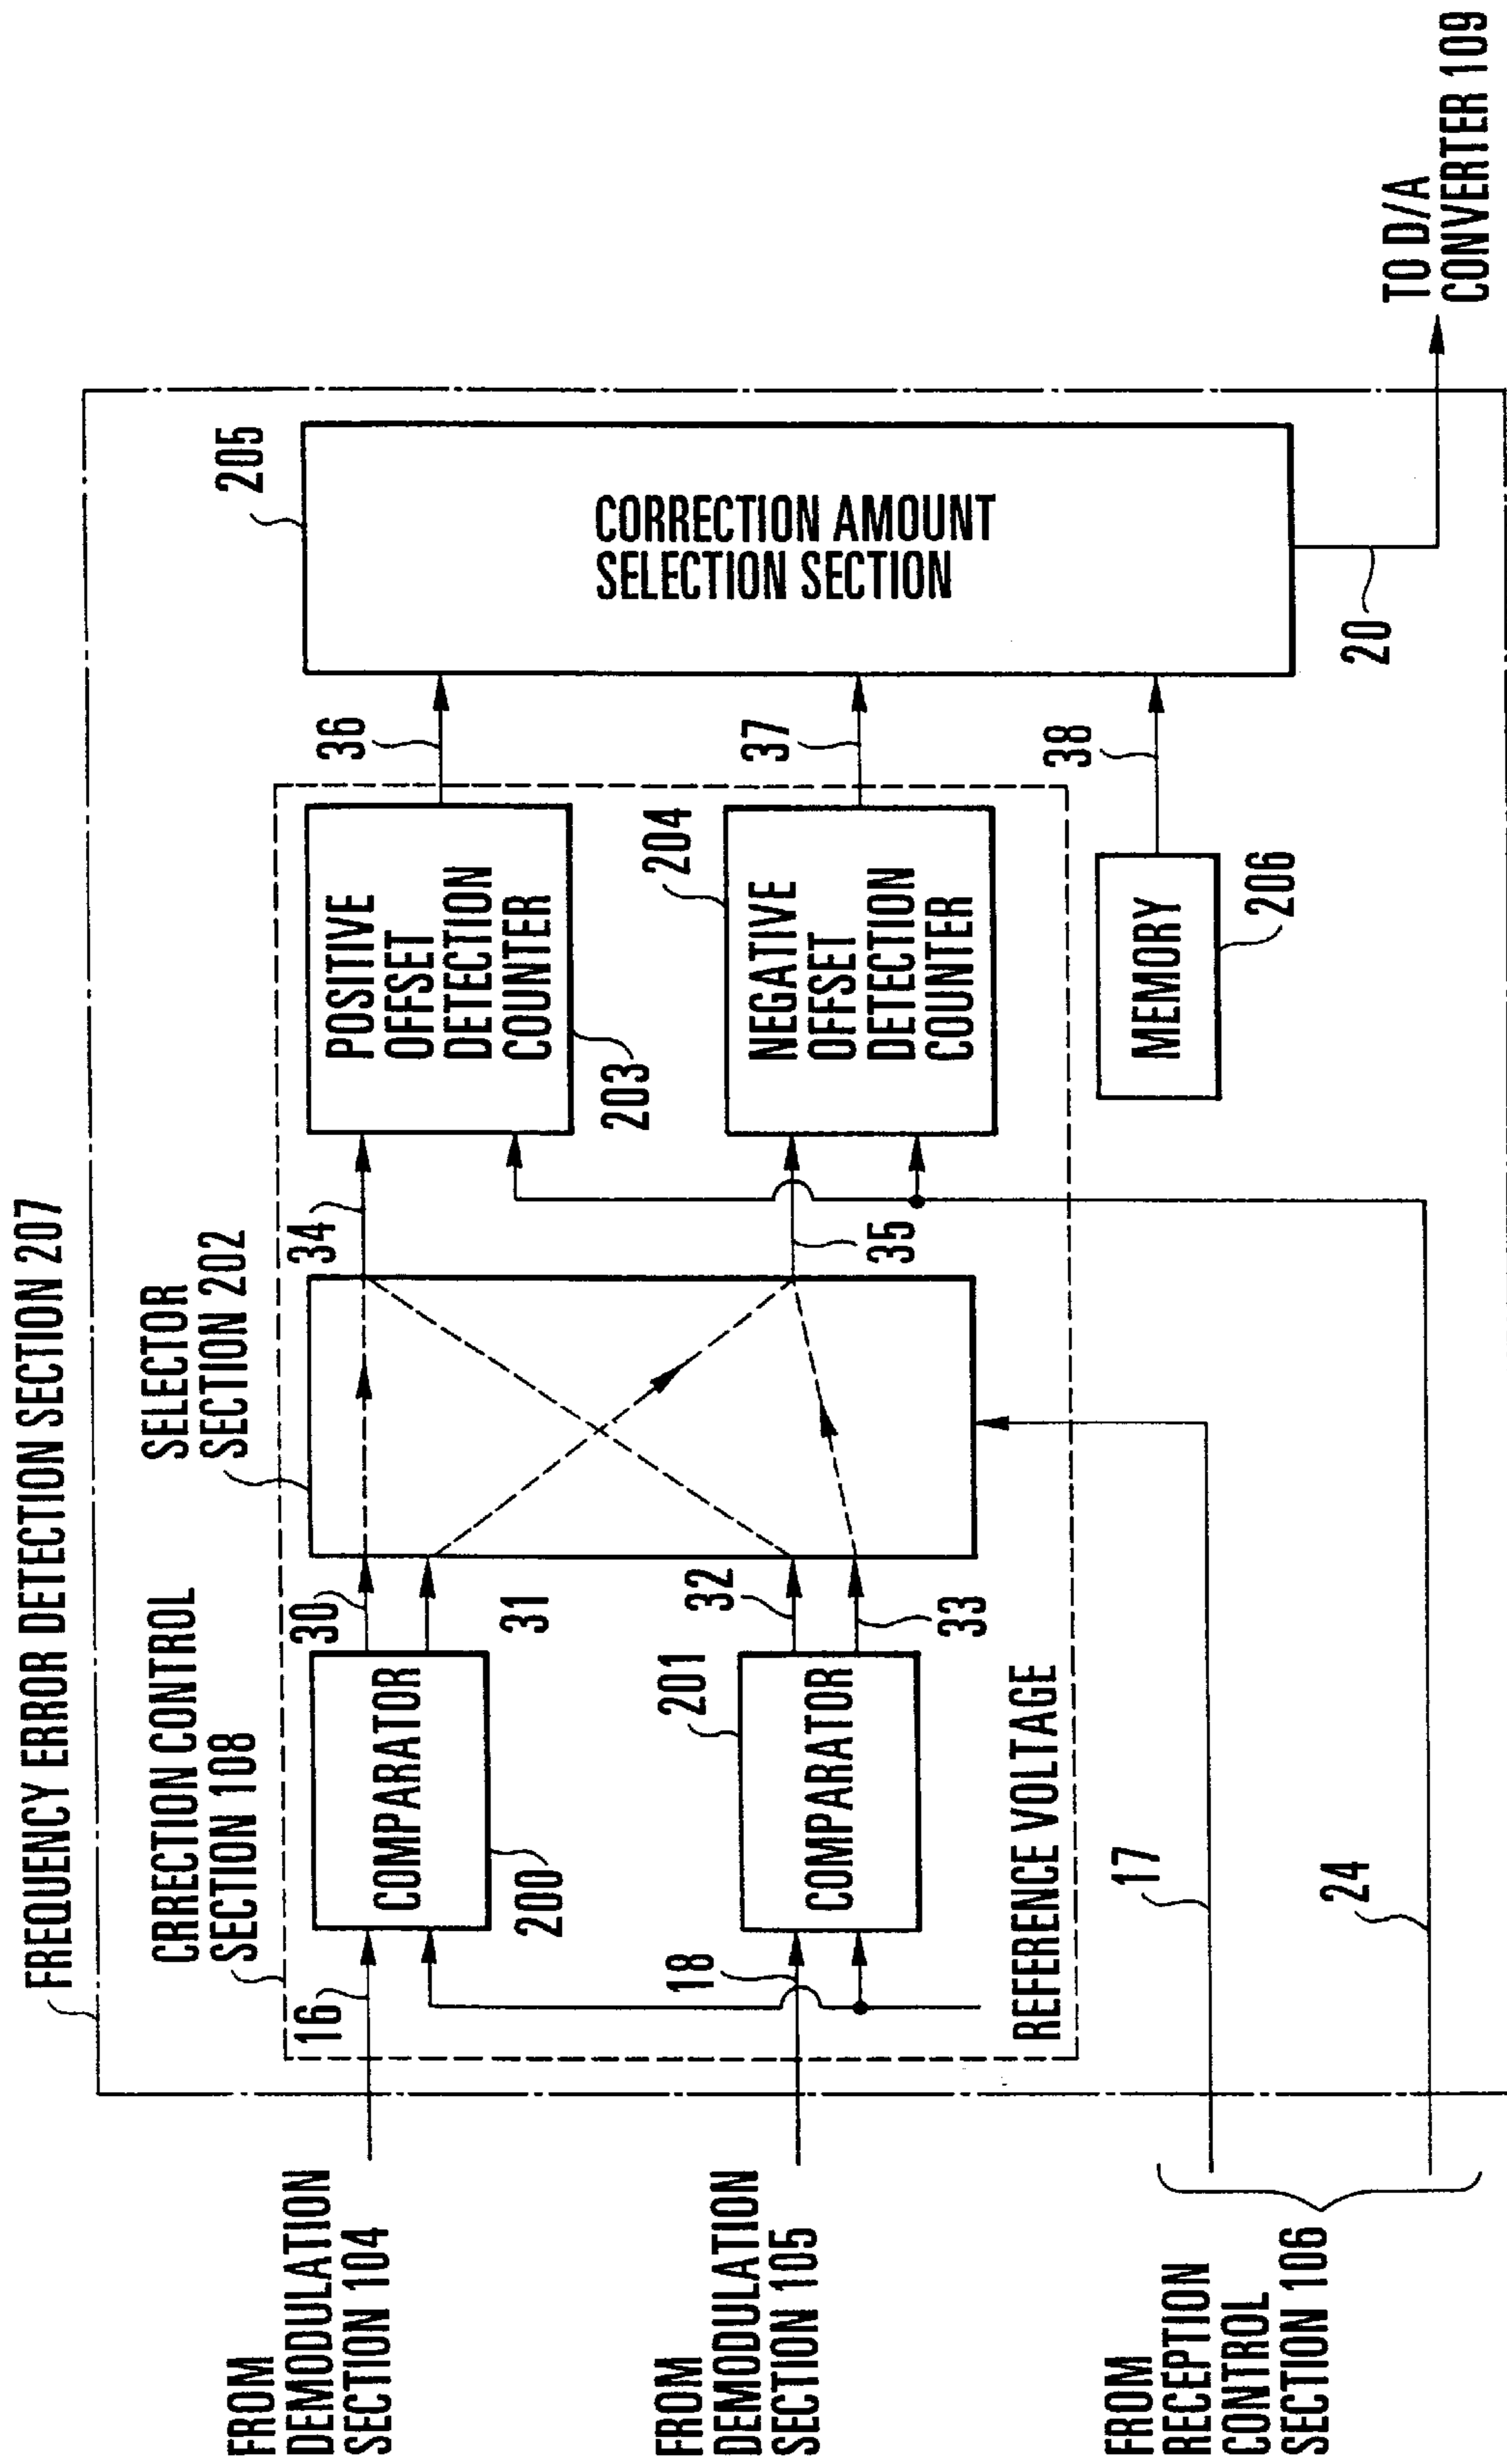 FREQUENCY ERROR DETECTION SECTION 207
CRRECTION CONTROL
SECTION 108
SELECTOR
SECTION 202
205
FROM
DEMODULATION
SECTION 104
16
COMPARATOR
200
30
31
34
POSITIVE
OFFSET
DETECTION
COUNTER
203
36
CORRECTION AMOUNT
SELECTION SECTION
FROM
DEMODULATION
SECTION 105
18
201
COMPARATOR
32
33
35
204
NEGATIVE
OFFSET
DETECTION
COUNTER
37
REFERENCE VOLTAGE
MEMORY
206
38
FROM
RECEPTION
CONTROL
SECTION 106
17
24
20
TO D/A
CONVERTER 109